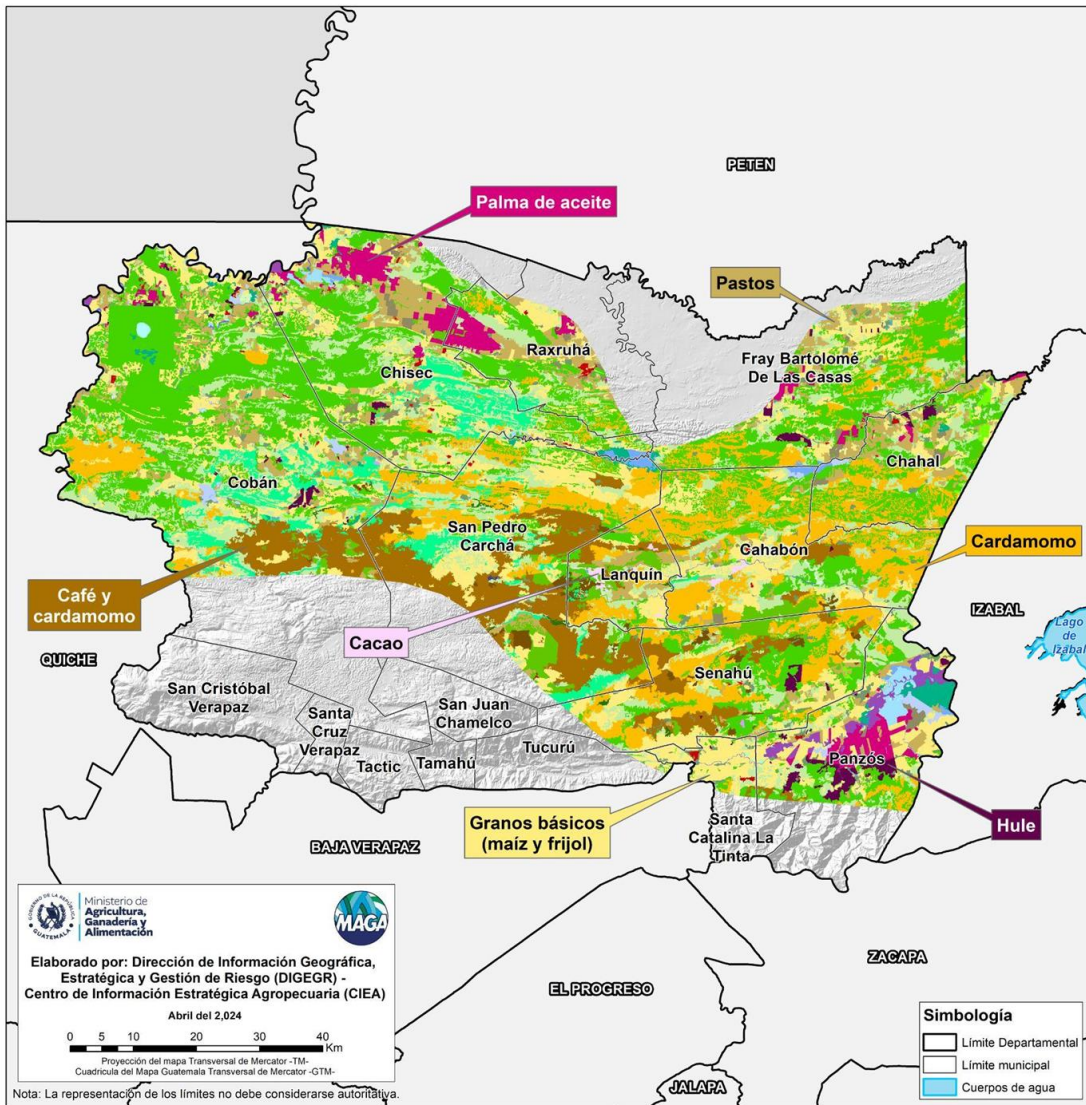 PETEN
Palma de aceite
Pastos
Raxruhá
Fray Bartolomé
De Las Casas
Chisec
Chahal
Cobán
San Pedro
Carchá
Cahabón
Cardamomo
Lanquín
Café y
cardamomo
IZABAL
Lago
de
Izabal
Cacao
QUICHE
Senahú
San Cristóbal
Verapaz
San Juan
Chamelco
Santa
Cruz
Verapaz
Tucurú
Tactic
Tamahú
Panzós
Granos básicos
(maíz y frijol)
Santa
Catalina La
Tinta
Hule
BAJA VERAPAZ
GOBIERNO DE LA REPÚBLICA
GUATEMALA
Ministerio de
Agricultura,
Ganadería y
Alimentación
MAGA
Elaborado por: Dirección de Información Geográfica,
Estratégica y Gestión de Riesgo (DIGEGR) -
Centro de Información Estratégica Agropecuaria (CIEA)
Abril del 2,024
0 5 10 20 30 40
Km
Proyección del mapa Transversal de Mercator -TM-
Cuadricula del Mapa Guatemala Transversal de Mercator -GTM-
Nota: La representación de los límites no debe considerarse autoritativa.
EL PROGRESO
ZACAPA
JALAPA
Simbología
Límite Departamental
Límite municipal
Cuerpos de agua